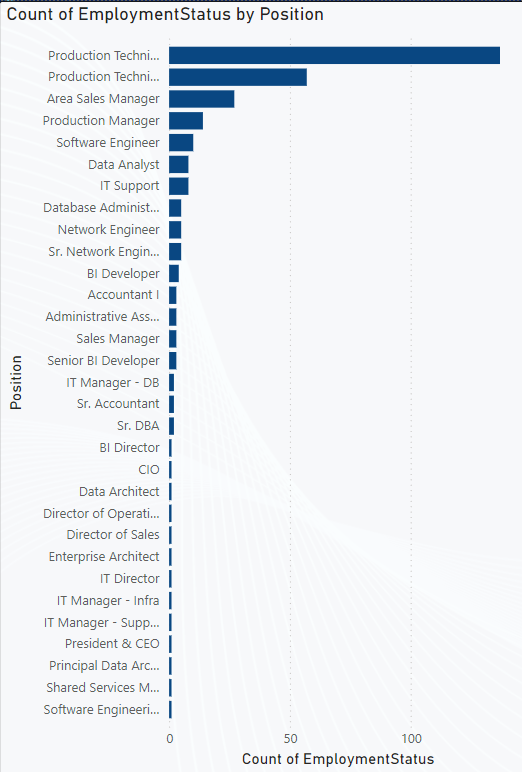 Count of EmploymentStatus by Position
Production Techni...
Production Techni...
Area Sales Manager
Production Manager
Software Engineer
Data Analyst
IT Support
Database Administ...
Network Engineer
Sr. Network Engin...
BI Developer
Accountant I
Administrative Ass...
Sales Manager
Senior BI Developer
IT Manager - DB
Sr. Accountant
Sr. DBA
BI Director
CIO
Data Architect
Director of Operati...
Director of Sales
Enterprise Architect
IT Director
IT Manager - Infra
IT Manager - Supp...
President & CEO
Principal Data Arc...
Shared Services M...
Software Engineeri...
Position
0 50 100
Count of EmploymentStatus